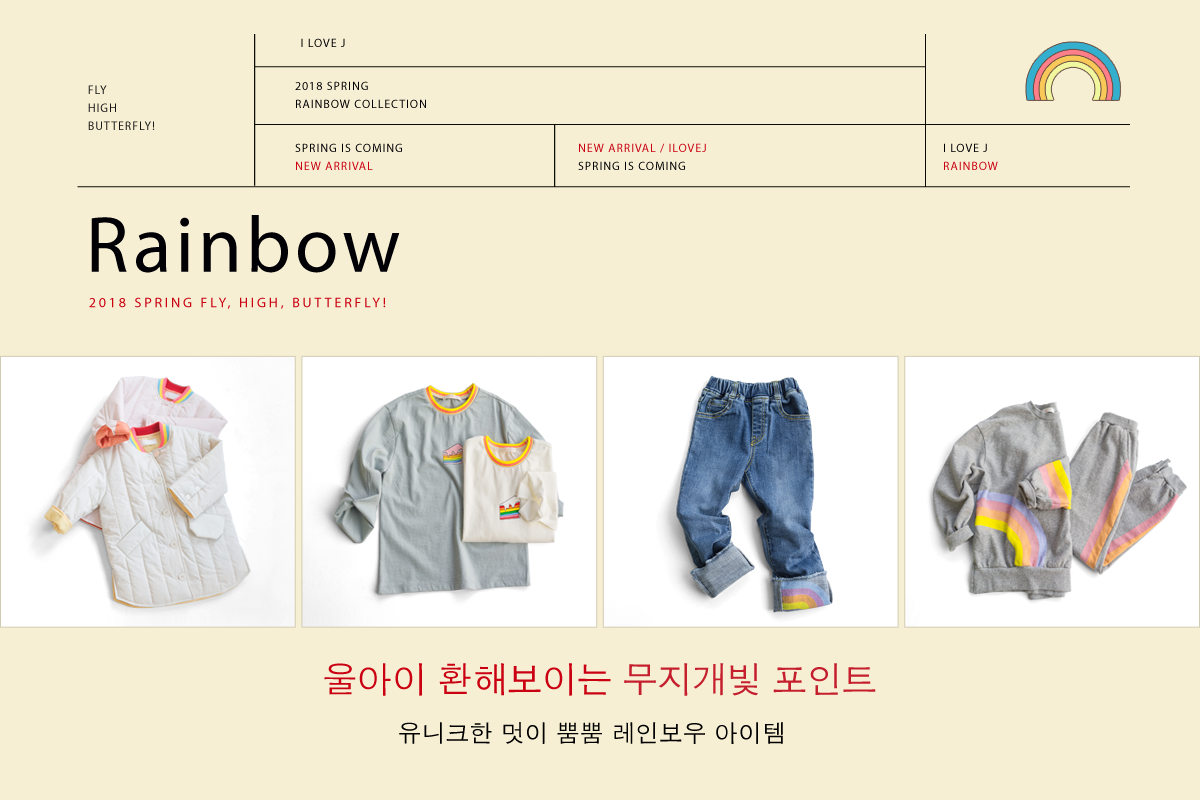 FLY
HIGH
BUTTERFLY!
I LOVE J
2018 SPRING
RAINBOW COLLECTION
SPRING IS COMING
NEW ARRIVAL
NEW ARRIVAL / ILOVEJ
SPRING IS COMING
I LOVE J
RAINBOW
Rainbow
2018 SPRING FLY, HIGH, BUTTERFLY!
울아이 환해보이는 무지개빛 포인트
유니크한 멋이 뿜뿜 레인보우 아이템